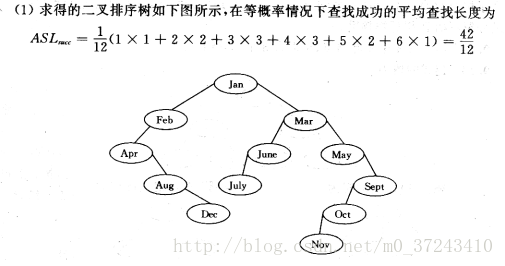 (1) 求得的二叉排序树如下图所示,在等概率情况下查找成功的平均查找长度为
ASL_succ = 1/12 (1 × 1 + 2 × 2 + 3 × 3 + 4 × 3 + 5 × 2 + 6 × 1) = 42/12
Jan
Feb Mar
Apr June May
Aug July Sept
Dec Oct
Nov
http://blog.csdn.net/m0_37243410